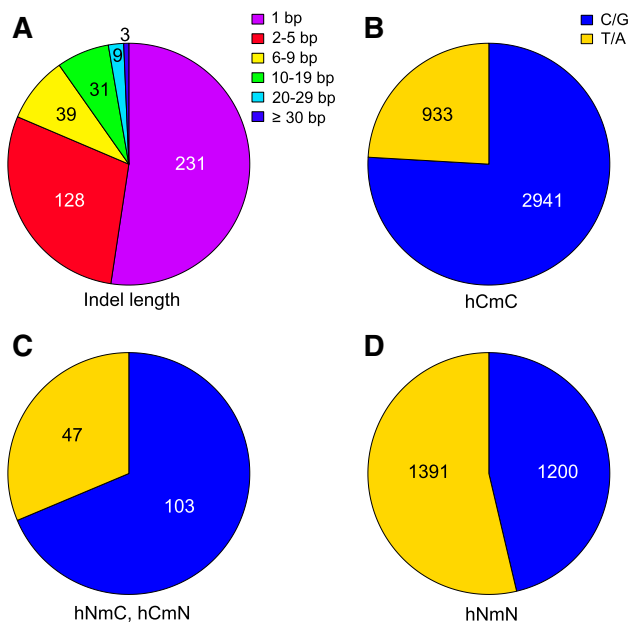 A
3
9
31
39
128
231
1 bp
2-5 bp
6-9 bp
10-19 bp
20-29 bp
≥ 30 bp
Indel length
B
C/G
T/A
933
2941
hCmC
C
47
103
hNmC, hCmN
D
1391
1200
hNmN